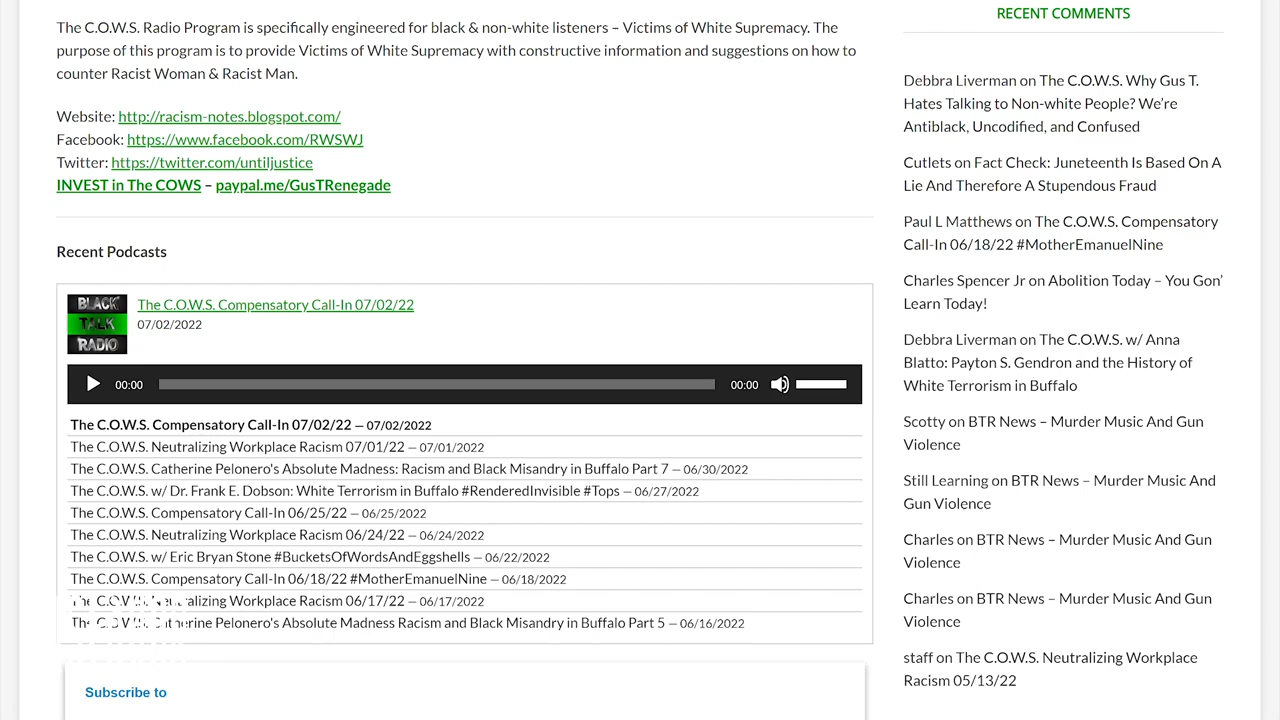 The C.O.W.S. Radio Program is specifically engineered for black & non-white listeners – Victims of White Supremacy. The
purpose of this program is to provide Victims of White Supremacy with constructive information and suggestions on how to
counter Racist Woman & Racist Man.
Website: http://racism-notes.blogspot.com/
Facebook: https://www.facebook.com/RWSWJ
Twitter: https://twitter.com/untiljustice
INVEST in The COWS – paypal.me/GusTRenegade
Recent Podcasts
BLACK
TALK
RADIO
The C.O.W.S. Compensatory Call-In 07/02/22
07/02/2022
00:00
00:00
The C.O.W.S. Compensatory Call-In 07/02/22 — 07/02/2022
The C.O.W.S. Neutralizing Workplace Racism 07/01/22 — 07/01/2022
The C.O.W.S. Catherine Pelonero's Absolute Madness: Racism and Black Misandry in Buffalo Part 7 — 06/30/2022
The C.O.W.S. w/ Dr. Frank E. Dobson: White Terrorism in Buffalo #RenderedInvisible #Tops — 06/27/2022
The C.O.W.S. Compensatory Call-In 06/25/22 — 06/25/2022
The C.O.W.S. Neutralizing Workplace Racism 06/24/22 — 06/24/2022
The C.O.W.S. w/ Eric Bryan Stone #BucketsOfWordsAndEggshells — 06/22/2022
The C.O.W.S. Compensatory Call-In 06/18/22 #MotherEmanuelNine — 06/18/2022
The C.O.W.S. Neutralizing Workplace Racism 06/17/22 — 06/17/2022
The C.O.W.S. Catherine Pelonero's Absolute Madness Racism and Black Misandry in Buffalo Part 5 — 06/16/2022
Subscribe to
RECENT COMMENTS
Debbra Liverman on The C.O.W.S. Why Gus T.
Hates Talking to Non-white People? We're
Antiblack, Uncodified, and Confused
Cutlets on Fact Check: Juneteenth Is Based On A
Lie And Therefore A Stupendous Fraud
Paul L Matthews on The C.O.W.S. Compensatory
Call-In 06/18/22 #MotherEmanuelNine
Charles Spencer Jr on Abolition Today – You Gon'
Learn Today!
Debbra Liverman on The C.O.W.S. w/ Anna
Blatto: Payton S. Gendron and the History of
White Terrorism in Buffalo
Scotty on BTR News – Murder Music And Gun
Violence
Still Learning on BTR News – Murder Music And
Gun Violence
Charles on BTR News – Murder Music And Gun
Violence
Charles on BTR News – Murder Music And Gun
Violence
staff on The C.O.W.S. Neutralizing Workplace
Racism 05/13/22